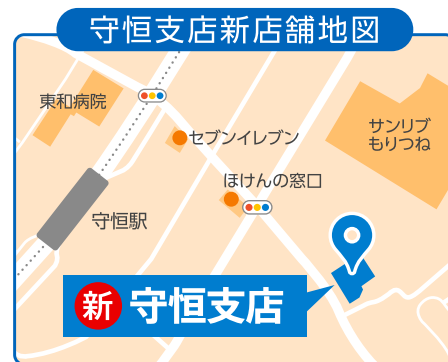 守恒支店新店舗地図
東和病院
セブンイレブン
サンリブ
もりつね
ほけんの窓口
守恒駅
新 守恒支店